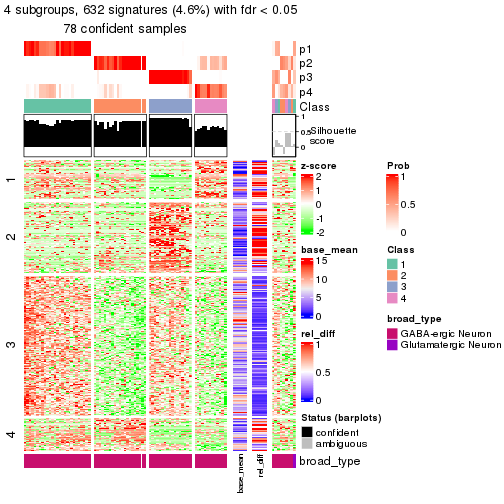 4 subgroups, 632 signatures (4.6%) with fdr < 0.05
78 confident samples
p1
p2
p3
p4
Class
1
0.5
0
Silhouette
score
1
2
3
4
z-score
2
1
0
-1
-2
base_mean
15
10
5
0
rel_diff
1
0.5
0
Status (barplots)
confident
ambiguous
Prob
1
0.5
0
Class
1
2
3
4
broad_type
GABA-ergic Neuron
Glutamatergic Neuron
broad_type
base_mean
rel_diff